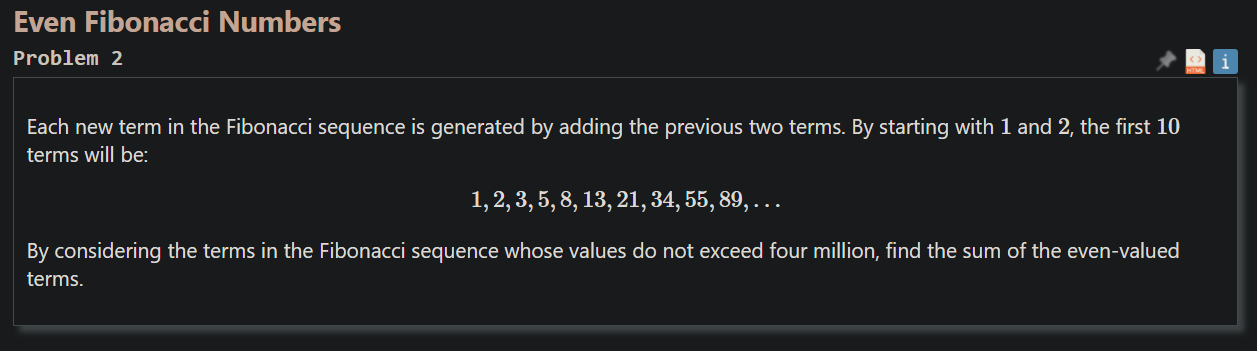 Even Fibonacci Numbers
Problem 2
HTML
i
Each new term in the Fibonacci sequence is generated by adding the previous two terms. By starting with 1 and 2, the first 10
terms will be:
1, 2, 3, 5, 8, 13, 21, 34, 55, 89, ...
By considering the terms in the Fibonacci sequence whose values do not exceed four million, find the sum of the even-valued
terms.